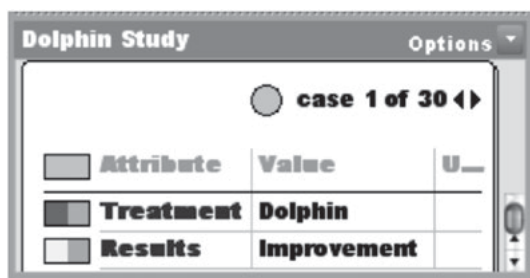 Dolphin Study Options
case 1 of 30
Attribute Value U...
Treatment Dolphin
Results Improvement